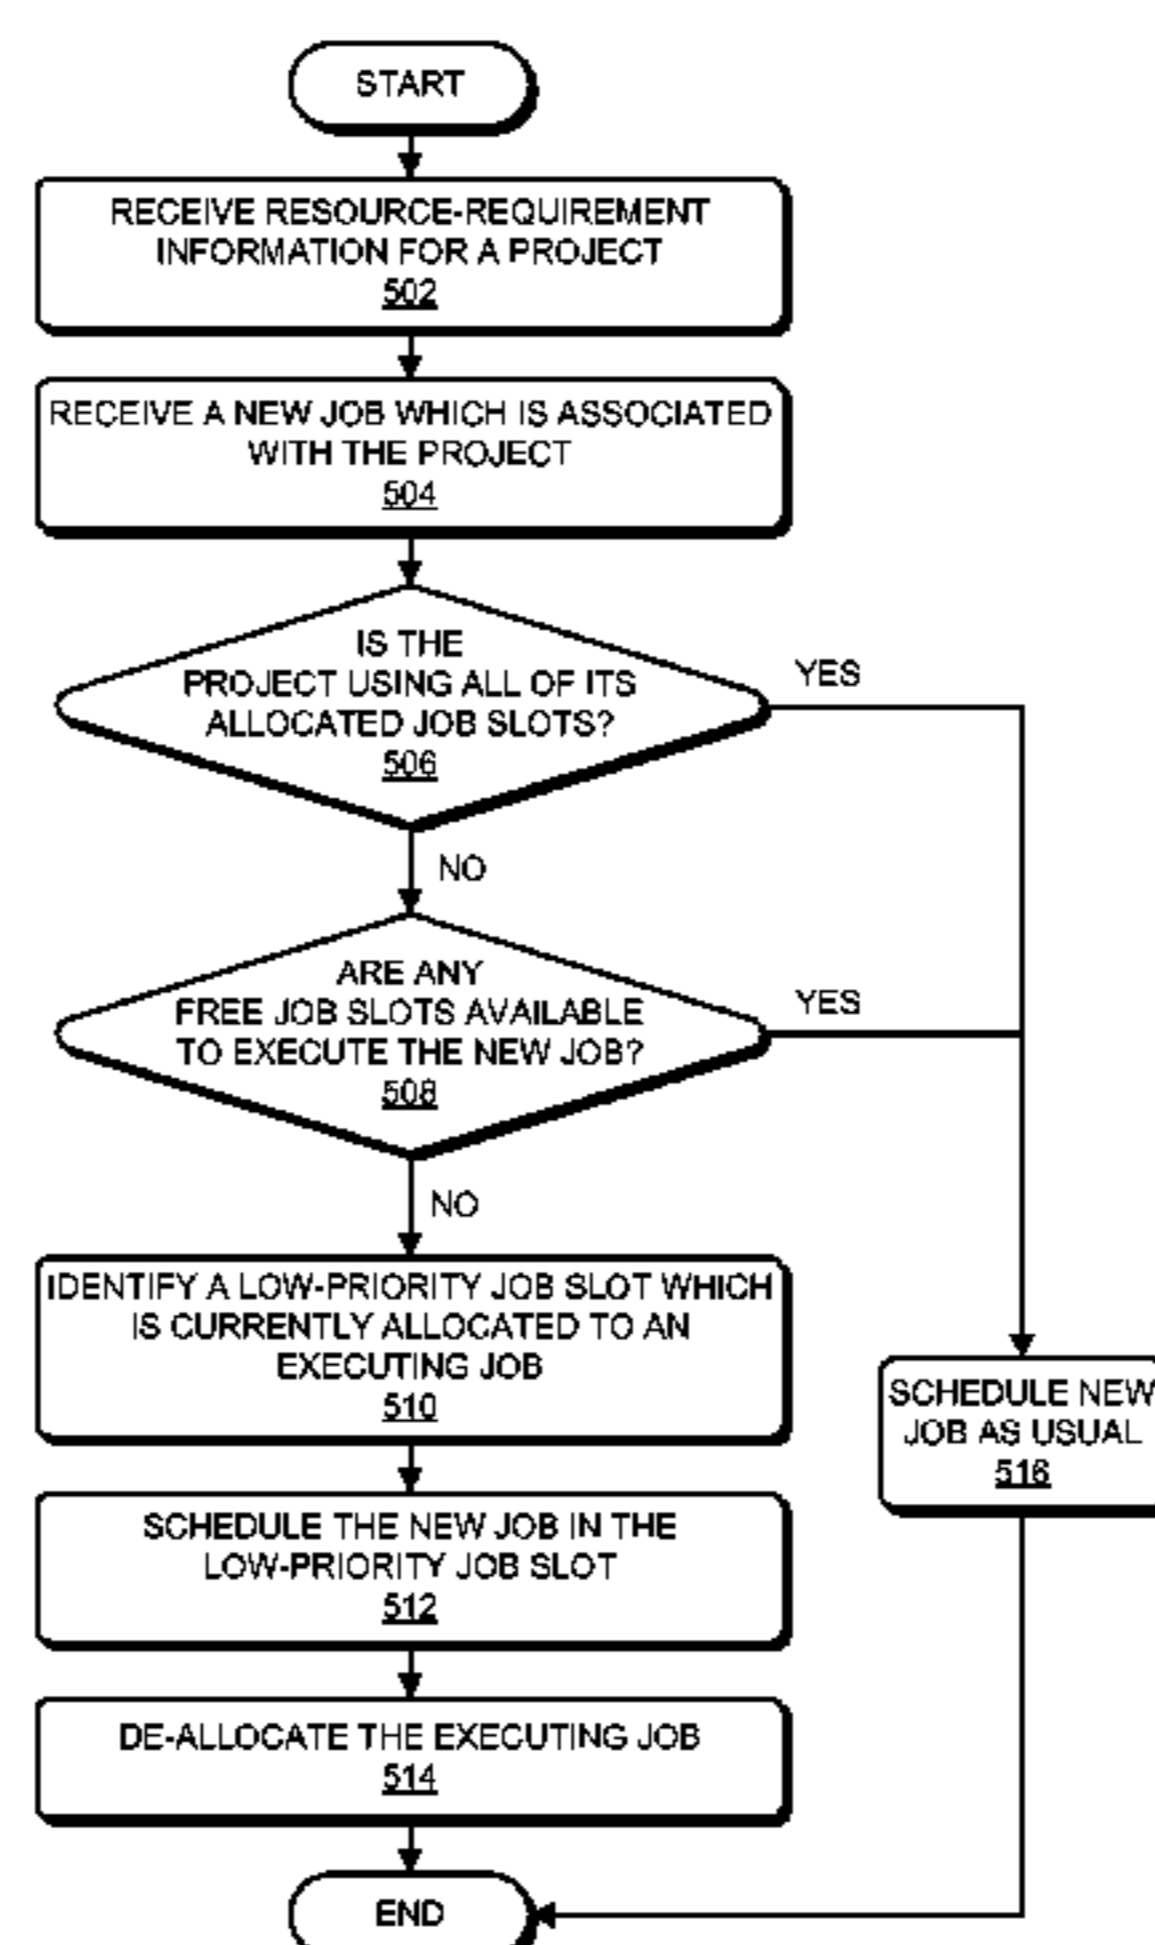 START
RECEIVE RESOURCE-REQUIREMENT
INFORMATION FOR A PROJECT
502
RECEIVE A NEW JOB WHICH IS ASSOCIATED
WITH THE PROJECT
504
IS THE
PROJECT USING ALL OF ITS
ALLOCATED JOB SLOTS?
506
YES
NO
ARE ANY
FREE JOB SLOTS AVAILABLE
TO EXECUTE THE NEW JOB?
508
YES
NO
IDENTIFY A LOW-PRIORITY JOB SLOT WHICH
IS CURRENTLY ALLOCATED TO AN
EXECUTING JOB
510
SCHEDULE NEW
JOB AS USUAL
516
SCHEDULE THE NEW JOB IN THE
LOW-PRIORITY JOB SLOT
512
DE-ALLOCATE THE EXECUTING JOB
514
END